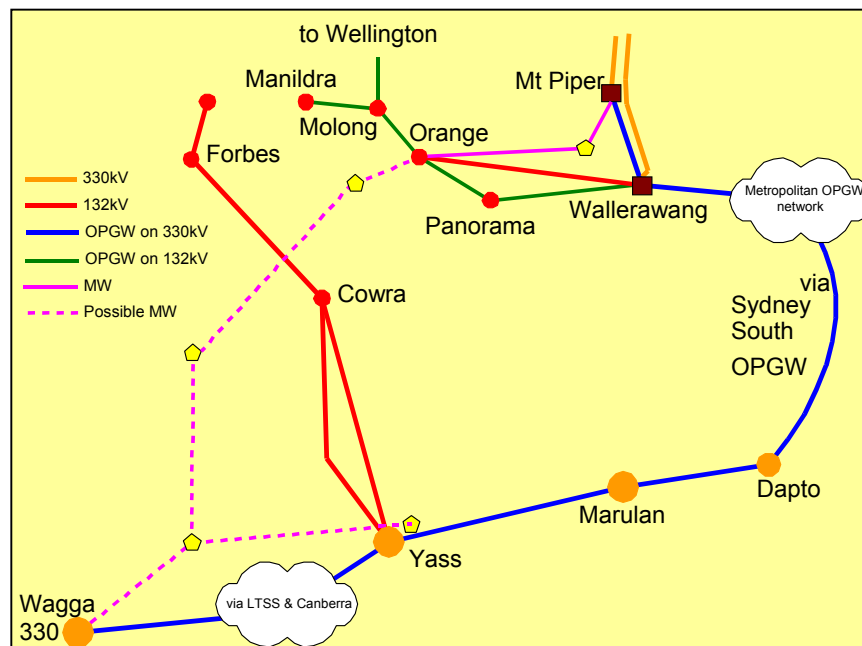 to Wellington
Manildra
Mt Piper
Molong
Orange
Forbes
330kV
132kV
OPGW on 330kV
OPGW on 132kV
MW
Possible MW
Panorama
Wallerawang
Metropolitan OPGW
network
Cowra
via
Sydney
South
OPGW
Dapto
Marulan
Yass
via LTSS & Canberra
Wagga
330